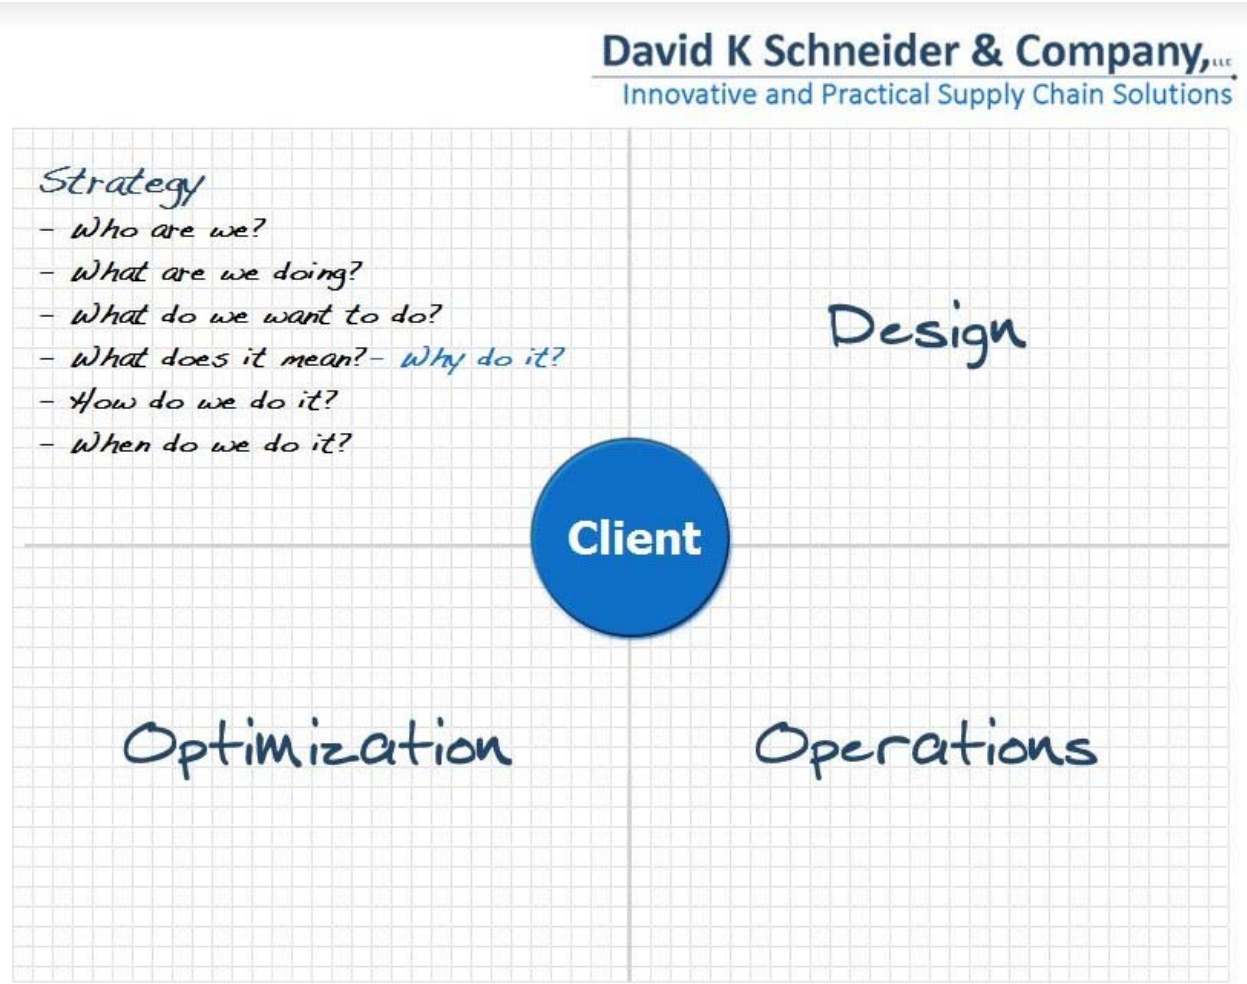 David K Schneider & Company, LLC
Innovative and Practical Supply Chain Solutions
Strategy
- Who are we?
- What are we doing?
- What do we want to do?
- What does it mean?- Why do it?
- How do we do it?
- When do we do it?
Design
Client
Optimization
Operations